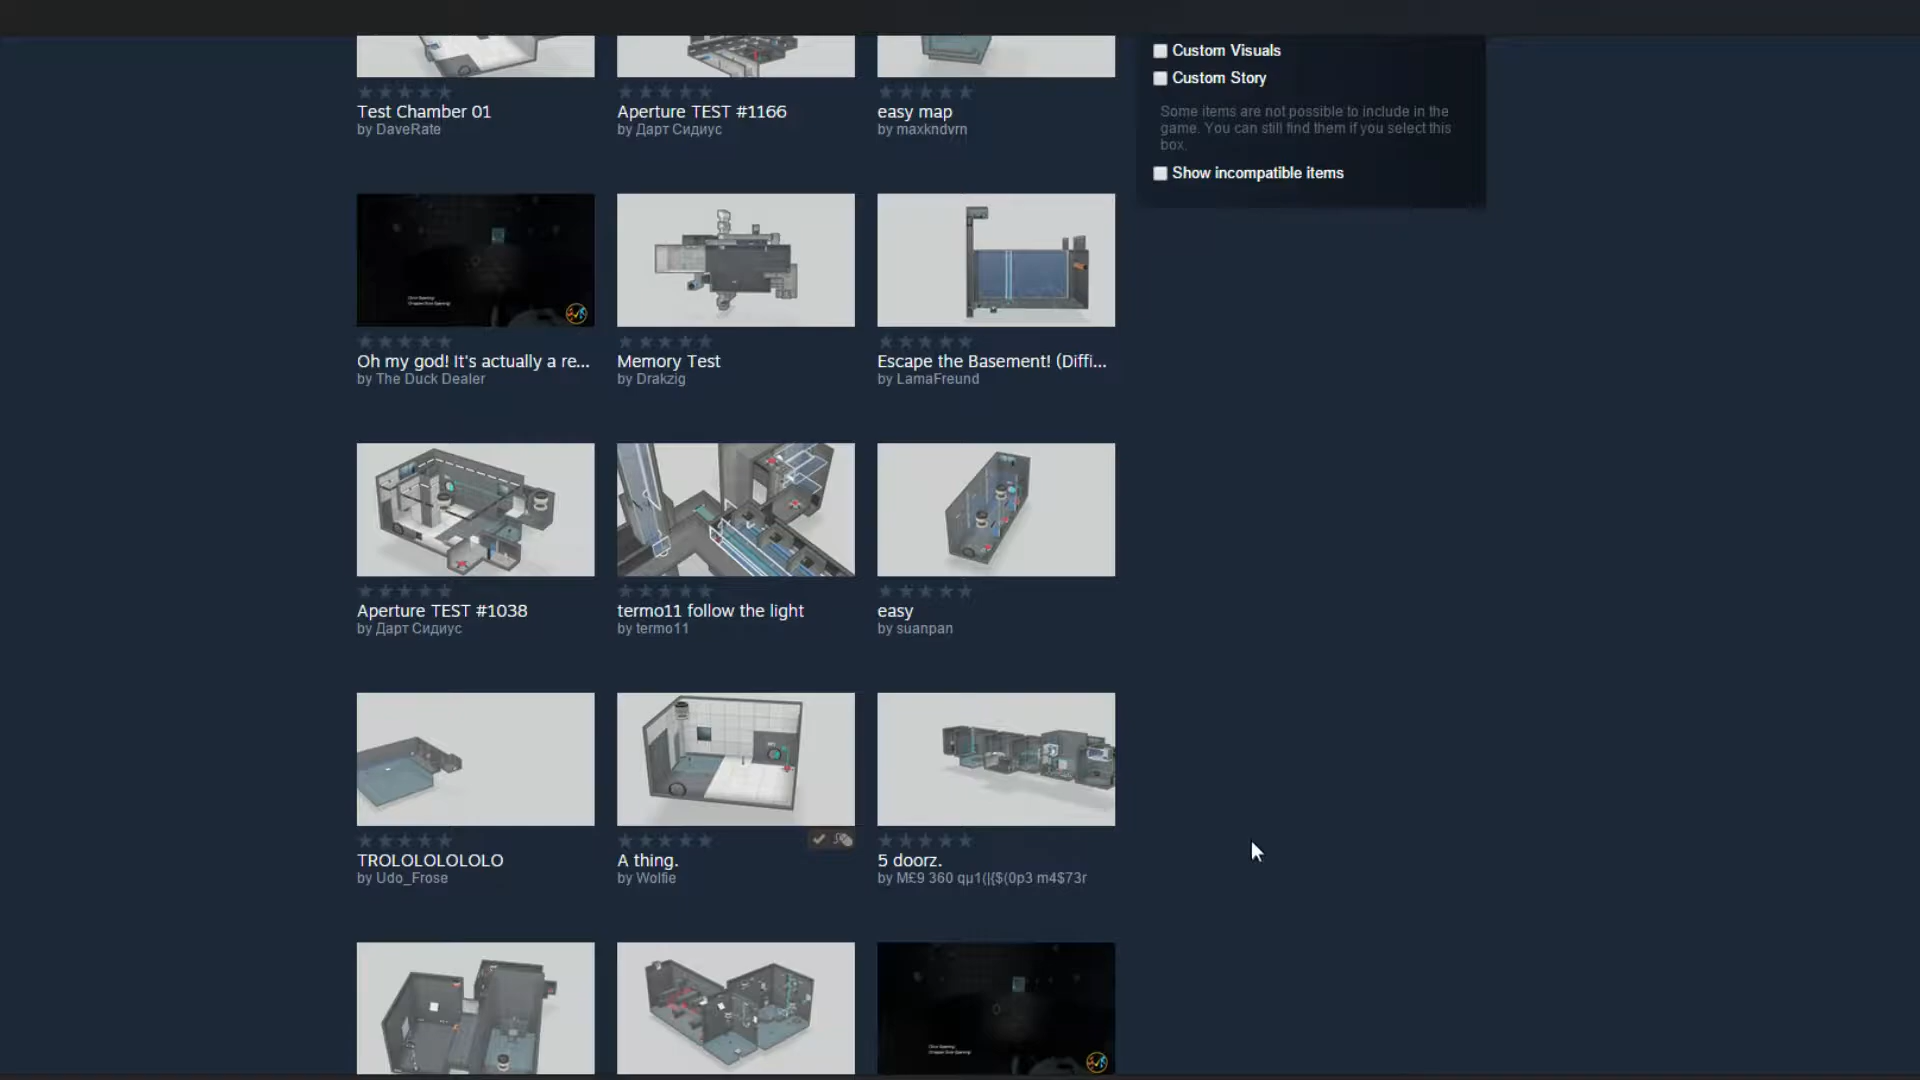 Custom Visuals
Custom Story
Some items are not possible to include in the
game. You can still find them if you select this
box.
Show incompatible items
Test Chamber 01
by DaveRate
Aperture TEST #1166
by Дарт Сидиус
easy map
by maxkndvrn
Oh my god! It's actually a re...
by The Duck Dealer
Memory Test
by Drakzig
Escape the Basement! (Diffi...
by LamaFreund
Aperture TEST #1038
by Дарт Сидиус
termo11 follow the light
by termo11
easy
by suanpan
TROLOLOLOLOLO
by Udo_Frose
A thing.
by Wolfie
5 doorz.
by M£9 360 qµ1(|{$(0p3 m4$73r